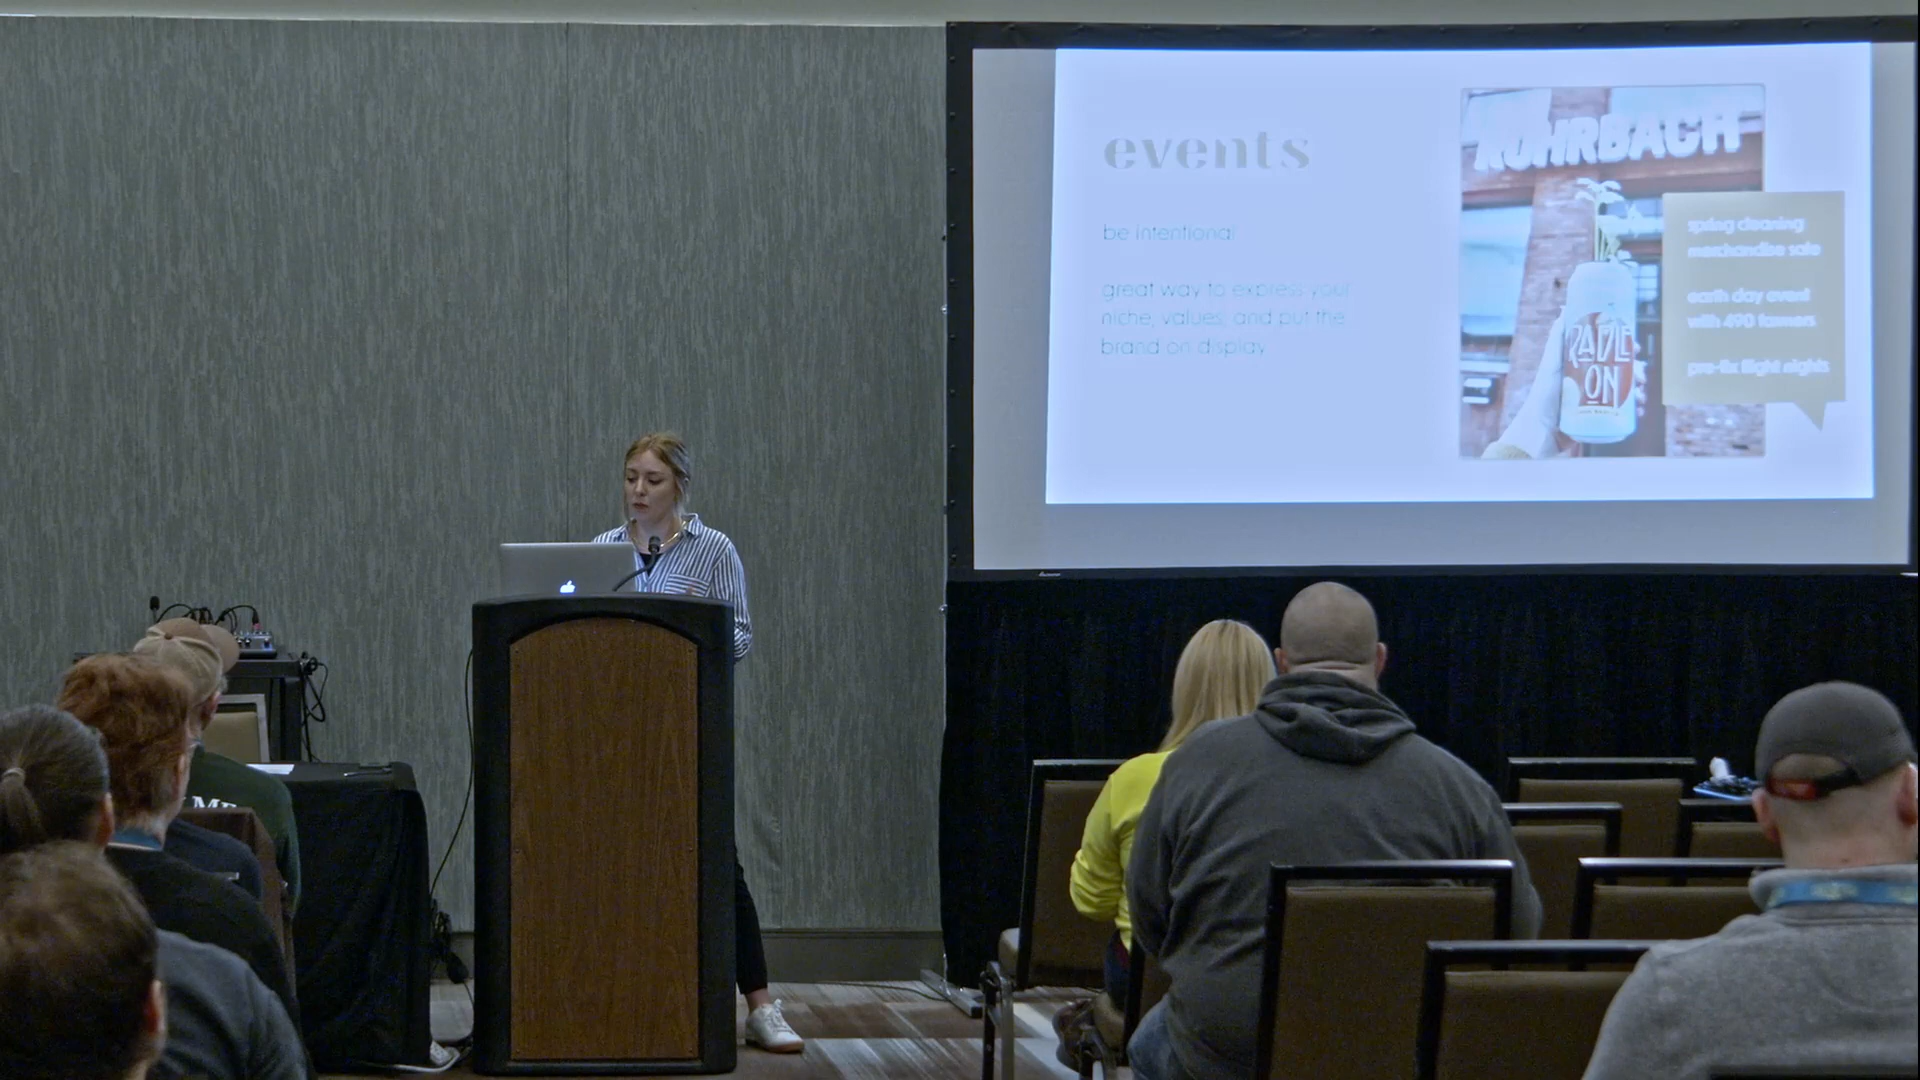 events
be intentional
great way to express your
niche, values, and put the
brand on display
ROHRBACH
RADLE
ON
spring cleaning
merchandise sale
earth day event
with 490 farmers
pre-fix flight nights